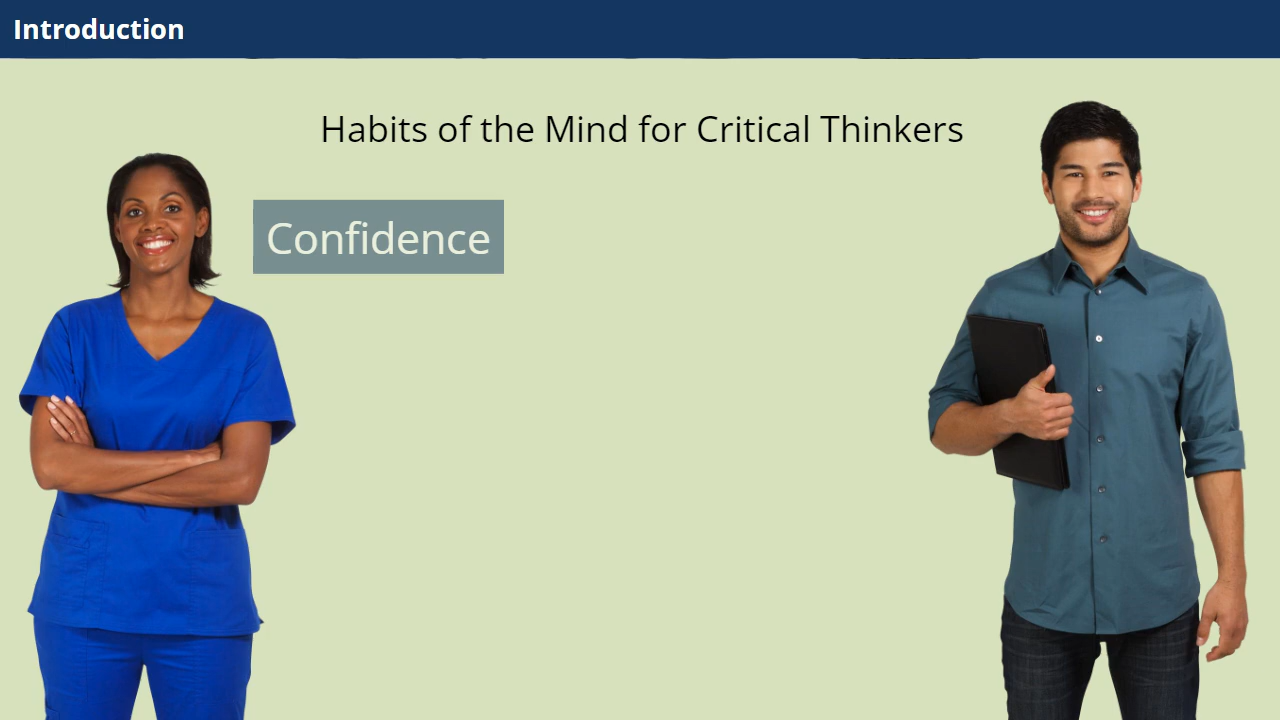 Introduction
Habits of the Mind for Critical Thinkers
Confidence